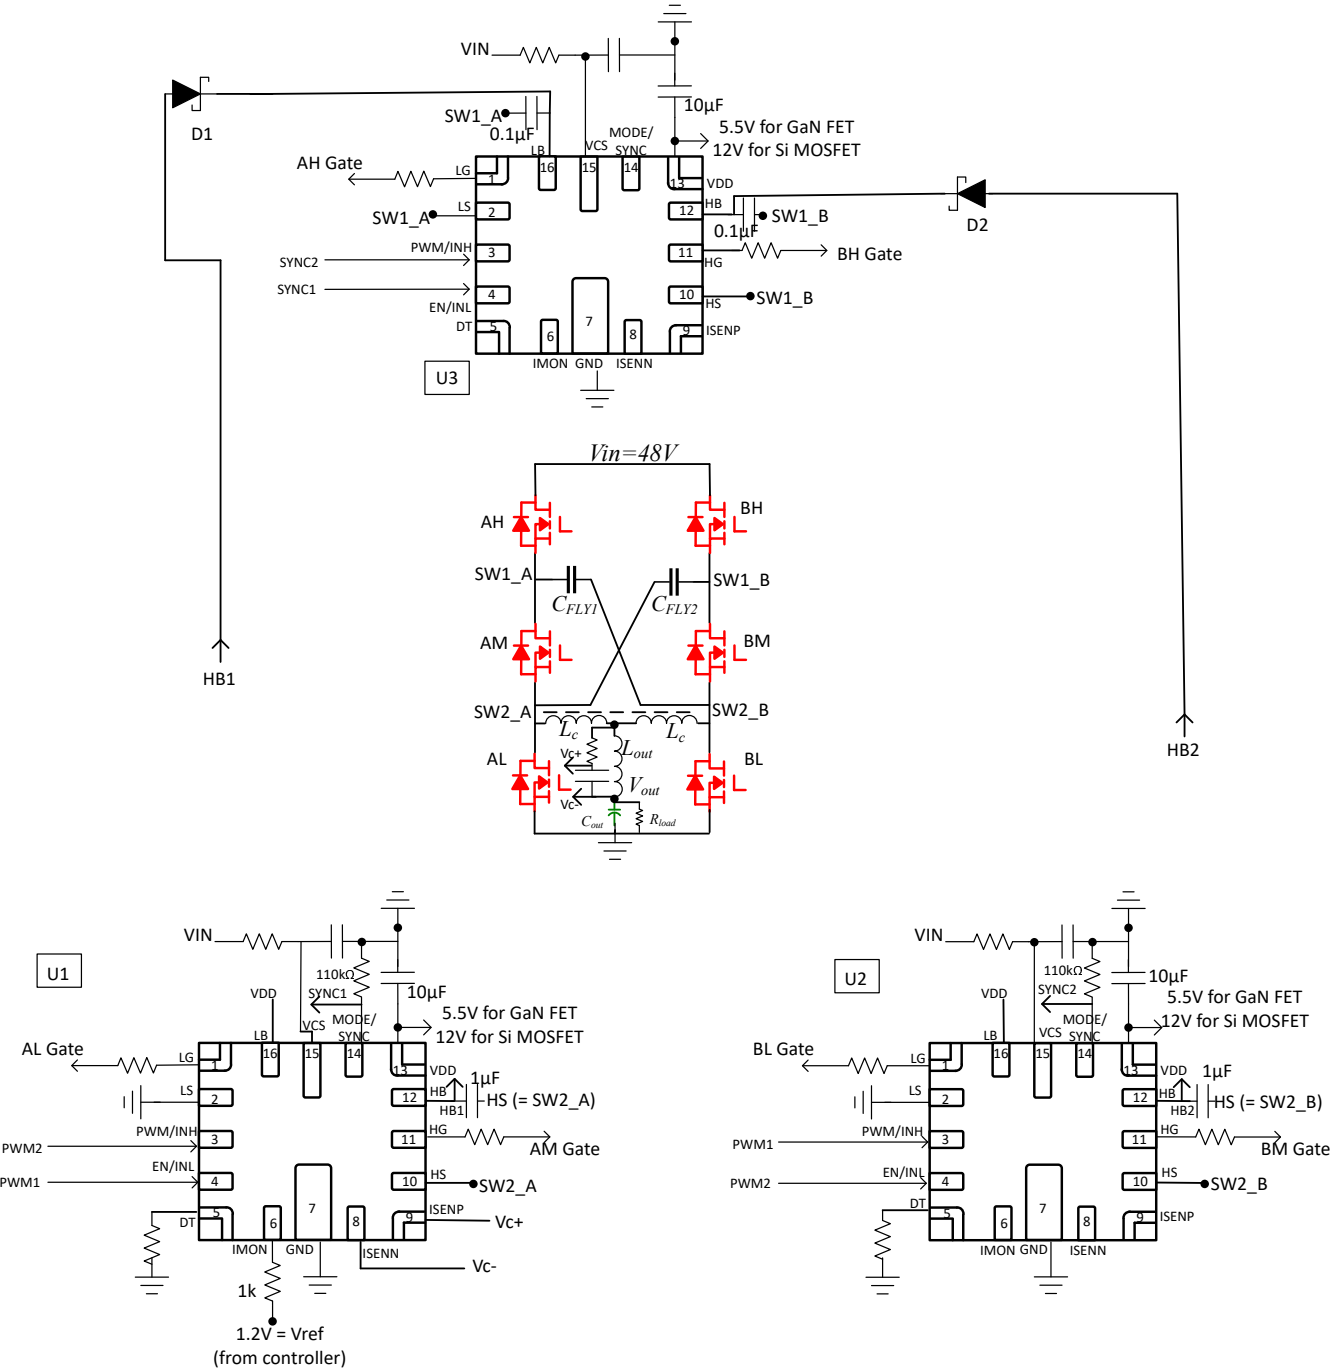 VIN
10µF
D1
SW1_A
0.1µF
5.5V for GaN FET
12V for Si MOSFET
LB
VCS
MODE/
SYNC
16
15
14
13
VDD
AH Gate
LG
1
LS
2
SW1_A
PWM/INH
3
SYNC2
SYNC1
4
EN/INL
DT
5
6
7
8
9
ISENP
IMON
GND
ISENN
HB
12
SW1_B
0.1µF
11
HG
BH Gate
10
HS
SW1_B
D2
U3
HB1
HB2
Vin=48V
AH
BH
SW1_A
SW1_B
CFLY1
CFLY2
AM
BM
SW2_A
SW2_B
Lc
Lc
Vc+
Lout
AL
BL
Vout
Vc-
Cout
Rload
U1
VIN
110kΩ
SYNC1
10µF
VDD
5.5V for GaN FET
12V for Si MOSFET
LB
VCS
MODE/
SYNC
16
15
14
13
VDD
AL Gate
LG
1
LS
2
PWM/INH
3
PWM2
EN/INL
4
PWM1
DT
5
6
7
8
9
ISENP
Vc+
IMON
GND
ISENN
Vc-
1µF
HB
12
HB1
HS (= SW2_A)
HG
11
AM Gate
HS
10
SW2_A
1k
1.2V = Vref
(from controller)
U2
VIN
110kΩ
SYNC2
10µF
VDD
5.5V for GaN FET
12V for Si MOSFET
LB
VCS
MODE/
SYNC
16
15
14
13
VDD
BL Gate
LG
1
LS
2
PWM/INH
3
PWM1
EN/INL
4
PWM2
DT
5
6
7
8
9
ISENP
IMON
GND
ISENN
1µF
HB
12
HB2
HS (= SW2_B)
HG
11
BM Gate
HS
10
SW2_B